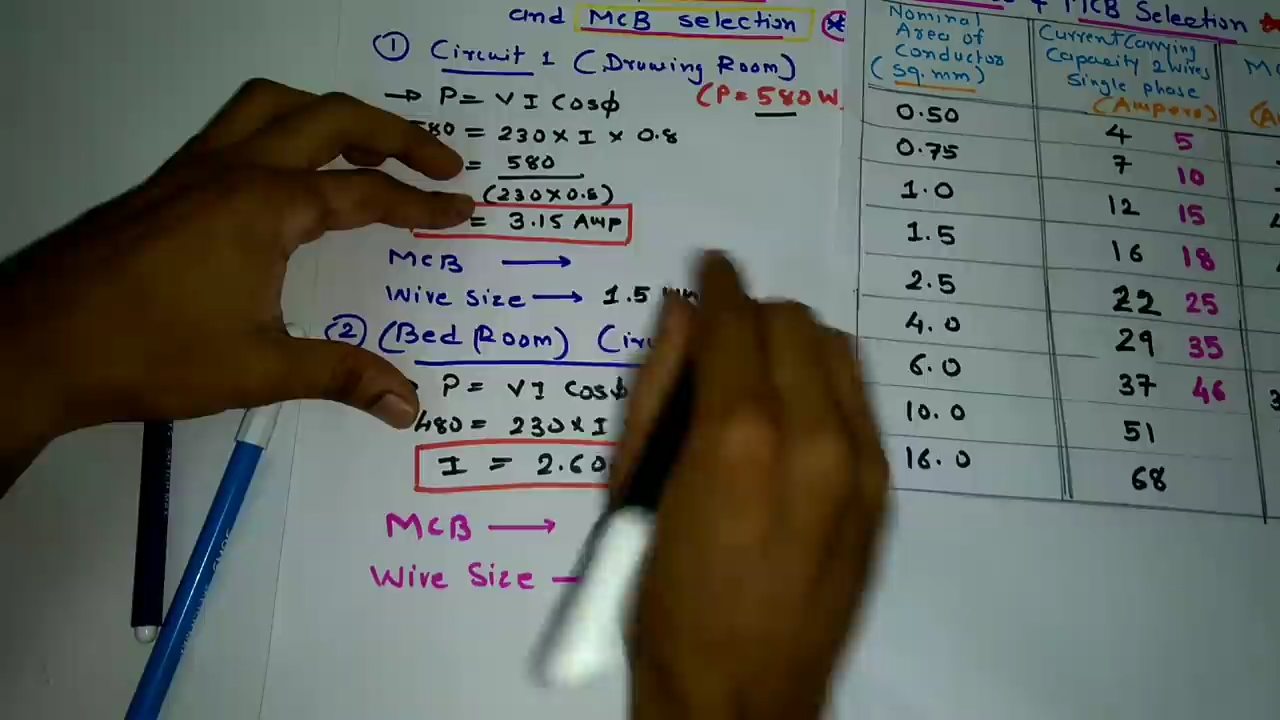 and MCB selection
① Circuit 1 (Drawing Room)
(P = 580 W
→ P = VI Cosϕ
580 = 230 × I × 0.8
= 580
(230×0.8)
= 3.15 Amp
MCB →
Wire Size → 1.5
② (Bed Room)
P = VI Cosϕ
480 = 230 × I
I = 2.60
MCB →
Wire Size
MCB Selection
Nominal Area of Conductor (Sq.mm)
Current Carrying Capacity 2 Wires Single phase (Ampere)
0.50 4 5
0.75 7 10
1.0 12 15
1.5 16 18
2.5 22 25
4.0 29 35
6.0 37 46
10.0 51
16.0 68